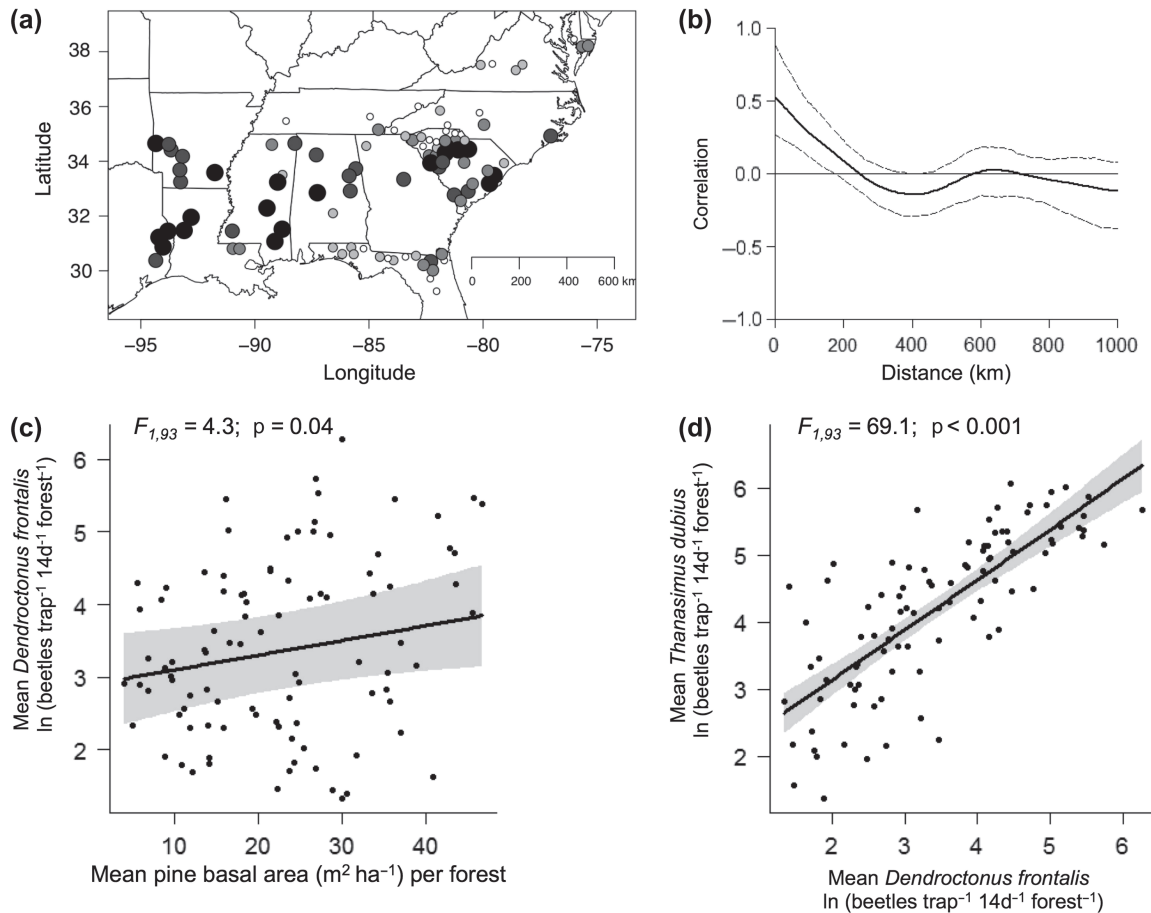 (a)
38
36
34
32
30
Latitude
0 200 400 600 km
−95 −90 −85 −80 −75
Longitude
(b)
1.0
0.5
0.0
−0.5
−1.0
Correlation
0 200 400 600 800 1000
Distance (km)
(c)
F1,93 = 4.3; p = 0.04
Mean Dendroctonus frontalis
ln (beetles trap⁻¹ 14d⁻¹ forest⁻¹)
6
5
4
3
2
10 20 30 40
Mean pine basal area (m² ha⁻¹) per forest
(d)
F1,93 = 69.1; p < 0.001
Mean Thanasimus dubius
ln (beetles trap⁻¹ 14d⁻¹ forest⁻¹)
6
5
4
3
2
2 3 4 5 6
Mean Dendroctonus frontalis
ln (beetles trap⁻¹ 14d⁻¹ forest⁻¹)